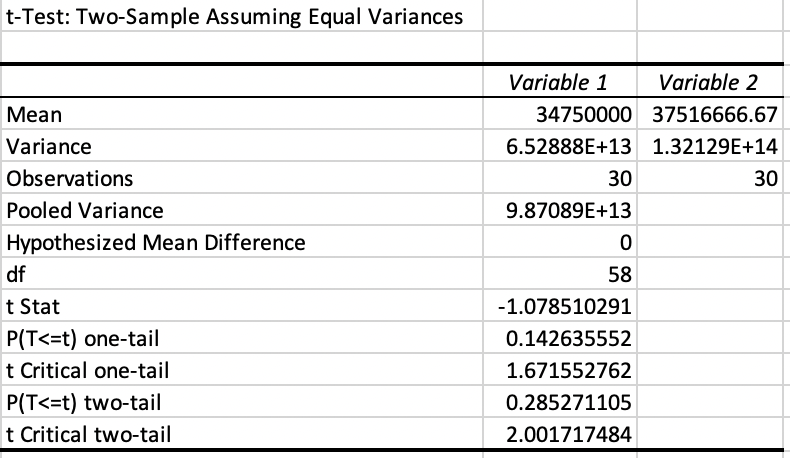 t-Test: Two-Sample Assuming Equal Variances
Variable 1 Variable 2
Mean 34750000 37516666.67
Variance 6.52888E+13 1.32129E+14
Observations 30 30
Pooled Variance 9.87089E+13
Hypothesized Mean Difference 0
df 58
t Stat -1.078510291
P(T<=t) one-tail 0.142635552
t Critical one-tail 1.671552762
P(T<=t) two-tail 0.285271105
t Critical two-tail 2.001717484